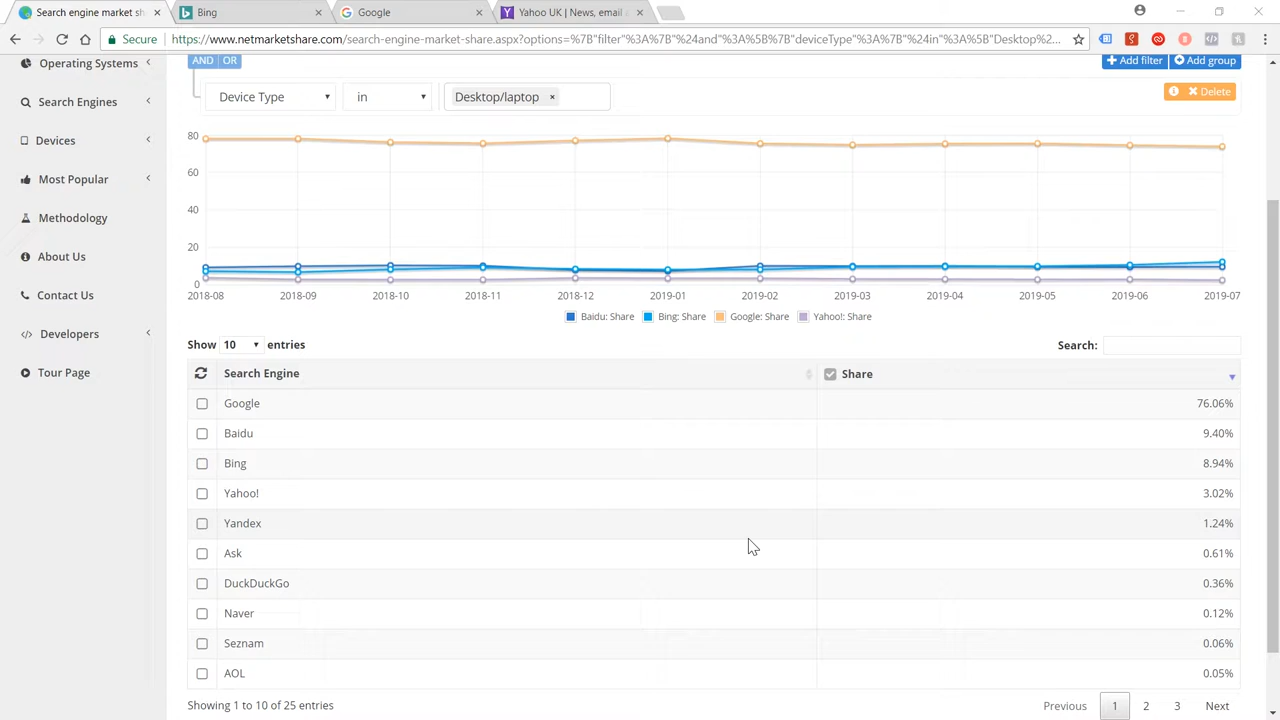 Search engine market sh
Bing
Google
Yahoo UK | News, email
Secure
https://www.netmarketshare.com/search-engine-market-share.aspx?options=%7B"filter"%3A%7B"%24and"%3A%5B%7B"deviceType"%3A%7B"%24in"%3A%5B"Desktop%2...
Operating Systems
AND OR
Add filter
Add group
Search Engines
Device Type
in
Desktop/laptop ×
Delete
Devices
Most Popular
Methodology
About Us
Contact Us
Developers
Tour Page
80
60
40
20
0
2018-08 2018-09 2018-10 2018-11 2018-12 2019-01 2019-02 2019-03 2019-04 2019-05 2019-06 2019-07
Baidu: Share Bing: Share Google: Share Yahoo!: Share
Show 10 entries
Search:
Search Engine Share
Google 76.06%
Baidu 9.40%
Bing 8.94%
Yahoo! 3.02%
Yandex 1.24%
Ask 0.61%
DuckDuckGo 0.36%
Naver 0.12%
Seznam 0.06%
AOL 0.05%
Showing 1 to 10 of 25 entries
Previous 1 2 3 Next